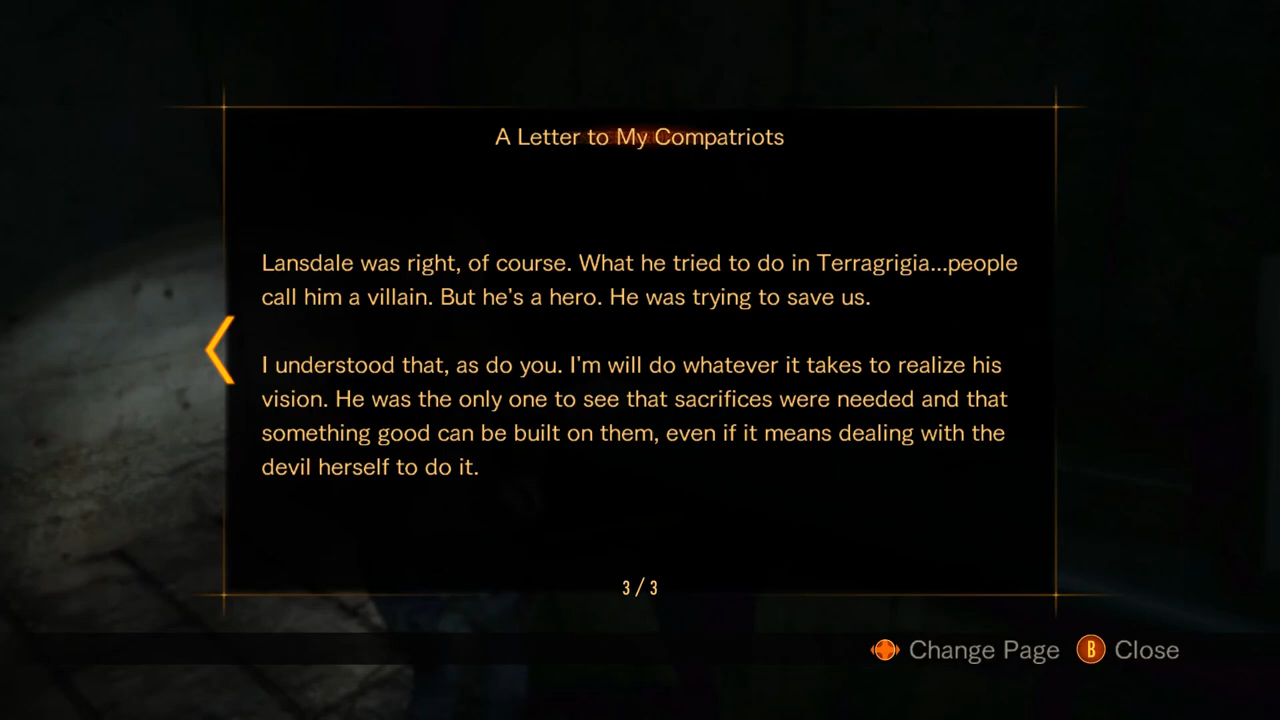 A Letter to My Compatriots
Lansdale was right, of course. What he tried to do in Terragrigia...people
call him a villain. But he's a hero. He was trying to save us.
I understood that, as do you. I'm will do whatever it takes to realize his
vision. He was the only one to see that sacrifices were needed and that
something good can be built on them, even if it means dealing with the
devil herself to do it.
3 / 3
Change Page B Close